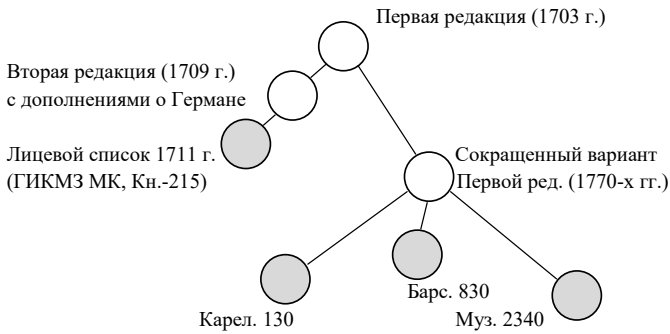 Первая редакция (1703 г.)
Вторая редакция (1709 г.)
с дополнениями о Германе
Лицевой список 1711 г.
(ГИКМЗ МК, Кн.-215)
Сокращенный вариант
Первой ред. (1770-х гг.)
Карел. 130
Барс. 830
Муз. 2340